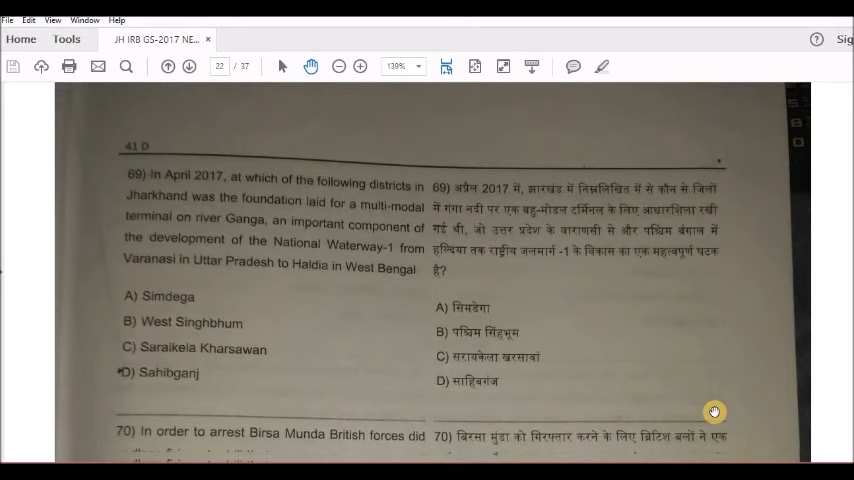 File Edit View Window Help
Home Tools JH IRB GS-2017 NE... × Sig
22 / 37 139%
41 D
69) In April 2017, at which of the following districts in
Jharkhand was the foundation laid for a multi-modal
terminal on river Ganga, an important component of
the development of the National Waterway-1 from
Varanasi in Uttar Pradesh to Haldia in West Bengal
A) Simdega
B) West Singhbhum
C) Saraikela Kharsawan
D) Sahibganj
69) अप्रैल 2017 में, झारखंड में निम्नलिखित में से कौन से जिलों
में गंगा नदी पर एक बहु-मोडल टर्मिनल के लिए आधारशिला रखी
गई थी, जो उत्तर प्रदेश के वाराणसी से और पश्चिम बंगाल में
हल्दिया तक राष्ट्रीय जलमार्ग -1 के विकास का एक महत्वपूर्ण घटक
है?
A) सिमडेगा
B) पश्चिम सिंहभूम
C) सरायकेला खरसावां
D) साहिबगंज
70) In order to arrest Birsa Munda British forces did
70) बिरसा मुंडा को गिरफ्तार करने के लिए ब्रिटिश बलों ने एक